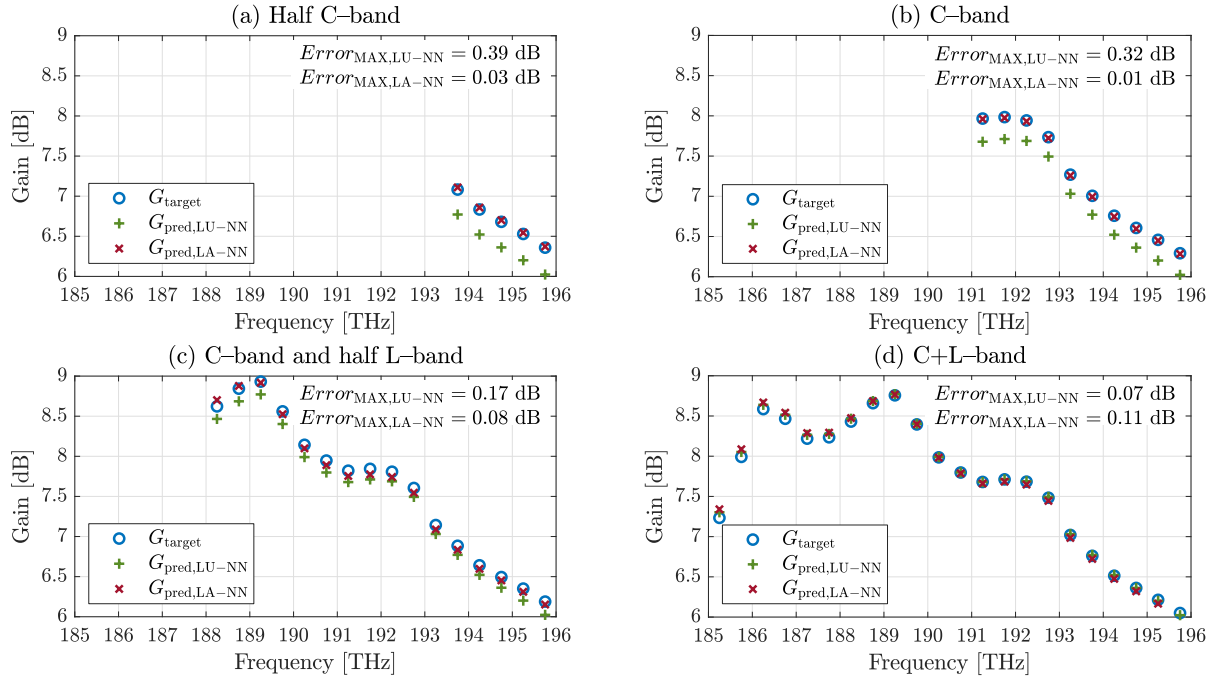 (a) Half C–band
Error_MAX,LU−NN = 0.39 dB
Error_MAX,LA−NN = 0.03 dB
9
8.5
8
7.5
7
6.5
6
Gain [dB]
G_target
G_pred,LU−NN
G_pred,LA−NN
185 186 187 188 189 190 191 192 193 194 195 196
Frequency [THz]
(b) C–band
Error_MAX,LU−NN = 0.32 dB
Error_MAX,LA−NN = 0.01 dB
9
8.5
8
7.5
7
6.5
6
Gain [dB]
G_target
G_pred,LU−NN
G_pred,LA−NN
185 186 187 188 189 190 191 192 193 194 195 196
Frequency [THz]
(c) C–band and half L–band
Error_MAX,LU−NN = 0.17 dB
Error_MAX,LA−NN = 0.08 dB
9
8.5
8
7.5
7
6.5
6
Gain [dB]
G_target
G_pred,LU−NN
G_pred,LA−NN
185 186 187 188 189 190 191 192 193 194 195 196
Frequency [THz]
(d) C+L–band
Error_MAX,LU−NN = 0.07 dB
Error_MAX,LA−NN = 0.11 dB
9
8.5
8
7.5
7
6.5
6
Gain [dB]
G_target
G_pred,LU−NN
G_pred,LA−NN
185 186 187 188 189 190 191 192 193 194 195 196
Frequency [THz]